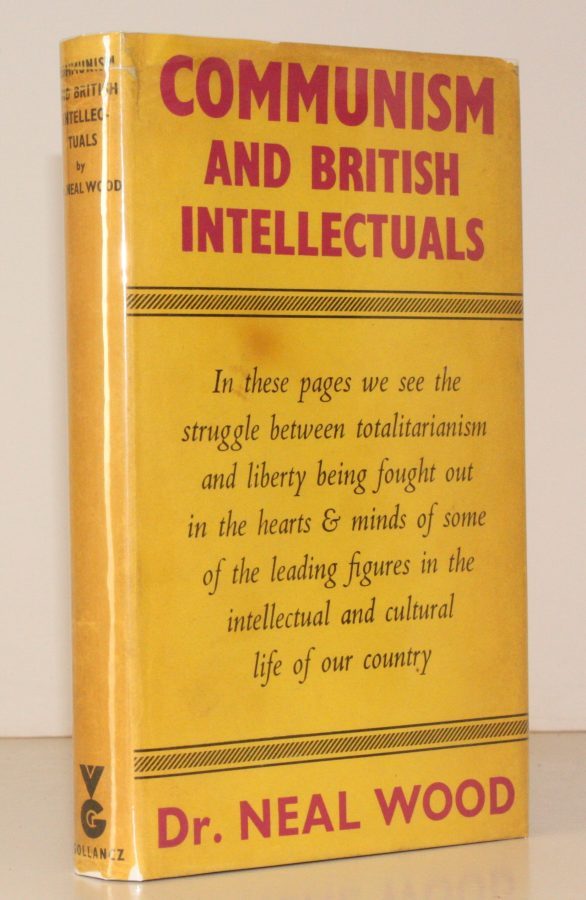 COMMUNISM
AND BRITISH
INTELLECTUALS
In these pages we see the
struggle between totalitarianism
and liberty being fought out
in the hearts & minds of some
of the leading figures in the
intellectual and cultural
life of our country
Dr. NEAL WOOD
COMMUNISM
AND BRITISH
INTELLEC-
TUALS
by
NEAL WOOD
VG
GOLLANCZ